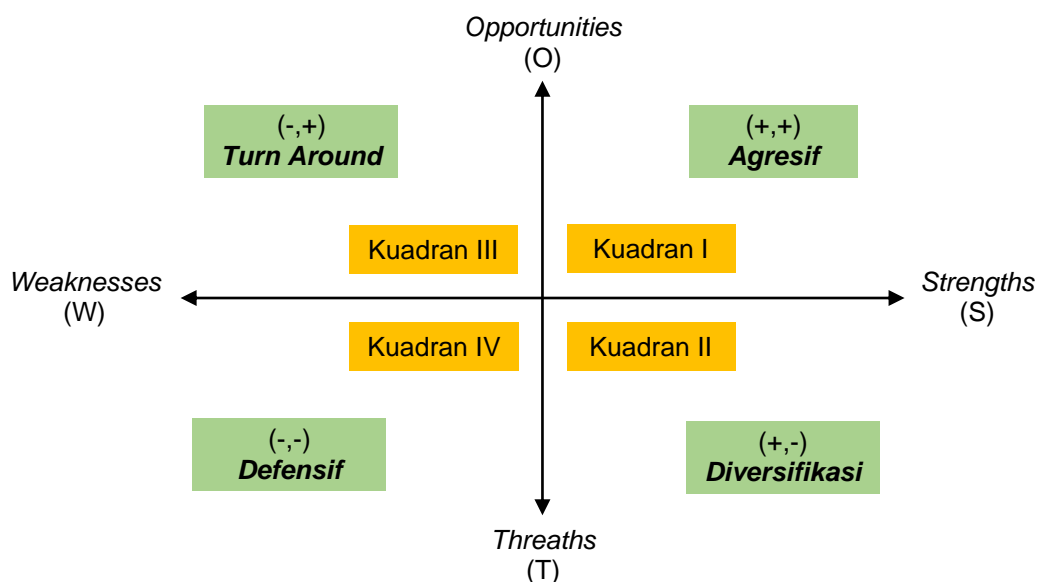 Opportunities
(O)
(-,+)
Turn Around
(+,+)
Agresif
Kuadran III
Kuadran I
Weaknesses
(W)
Strengths
(S)
Kuadran IV
Kuadran II
(-,-)
Defensif
(+,-)
Diversifikasi
Threaths
(T)